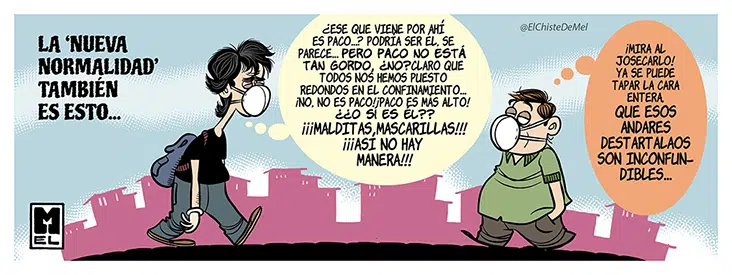 LA 'NUEVA
NORMALIDAD'
TAMBIÉN
ES ESTO...
¿ESE QUE VIENE POR AHÍ
ES PACO...? PODRÍA SER EL, SE
PARECE... PERO PACO NO ESTÁ
TAN GORDO, ¿NO? CLARO QUE
TODOS NOS HEMOS PUESTO
REDONDOS EN EL CONFINAMIENTO...
¡NO, NO ES PACO!¡PACO ES MÁS ALTO!
¿¿O SÍ ES ÉL??
¡¡¡MALDITAS,MASCARILLAS!!!
¡¡¡ASI NO HAY
MANERA!!!
@ElChisteDeMel
¡MIRA AL
JOSECARLO!
YA SE PUEDE
TAPAR LA CARA
ENTERA.
QUE ESOS
ANDARES
DESTARTALAOS
SON INCONFUN-
DIBLES...
M
EL